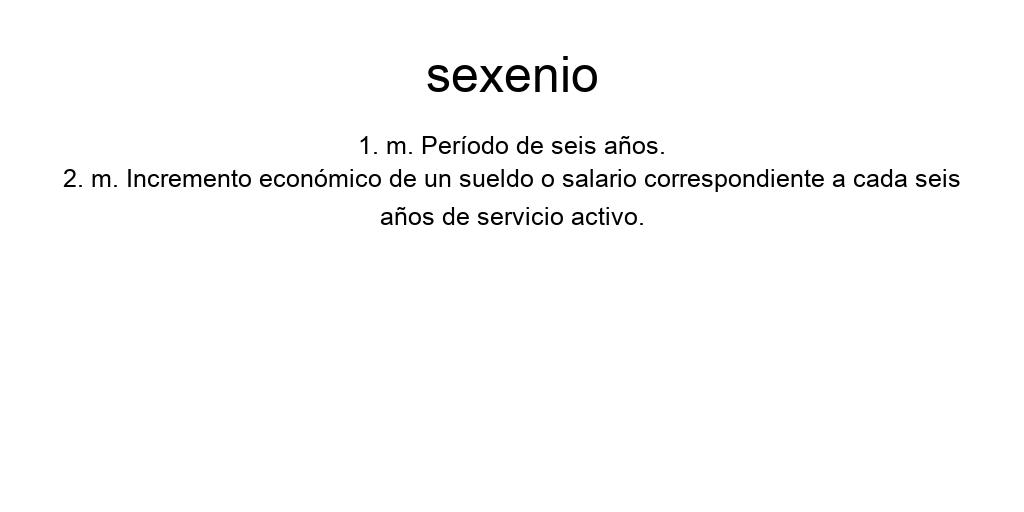 sexenio
1. m. Período de seis años.
2. m. Incremento económico de un sueldo o salario correspondiente a cada seis
años de servicio activo.